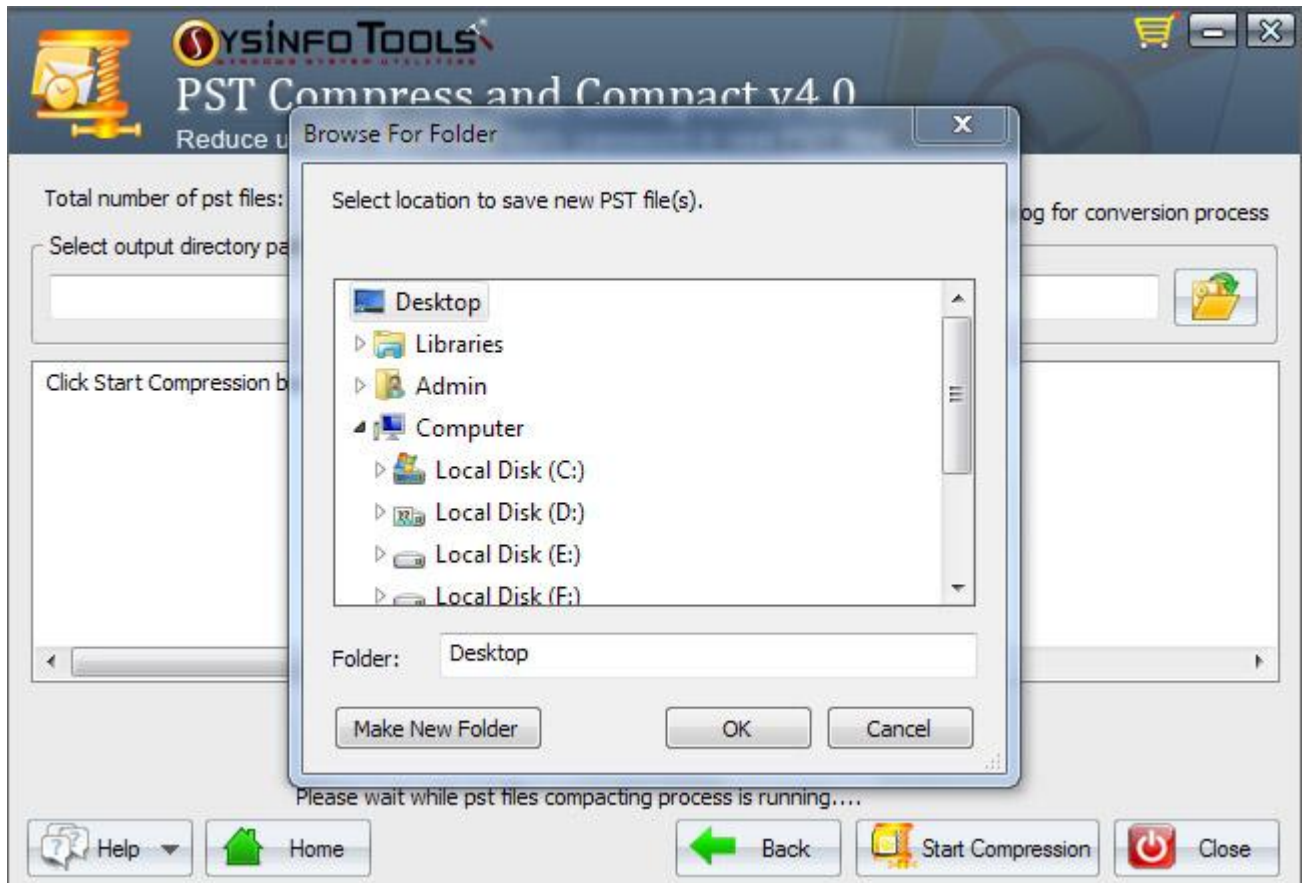 SYSINFO TOOLS
WINDOWS SYSTEM UTILITIES
PST Compress and Compact v4.0
Reduce u
Browse For Folder
Select location to save new PST file(s).
Total number of pst files:
og for conversion process
Select output directory pa
Desktop
Libraries
Admin
Click Start Compression b
Computer
Local Disk (C:)
Local Disk (D:)
Local Disk (E:)
Local Disk (F:)
Folder: Desktop
Make New Folder OK Cancel
Please wait while pst files compacting process is running....
Help Home Back Start Compression Close